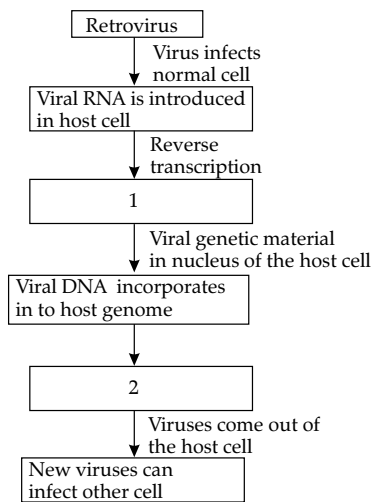 Retrovirus
Virus infects
normal cell
Viral RNA is introduced
in host cell
Reverse
transcription
1
Viral genetic material
in nucleus of the host cell
Viral DNA incorporates
in to host genome
2
Viruses come out of
the host cell
New viruses can
infect other cell